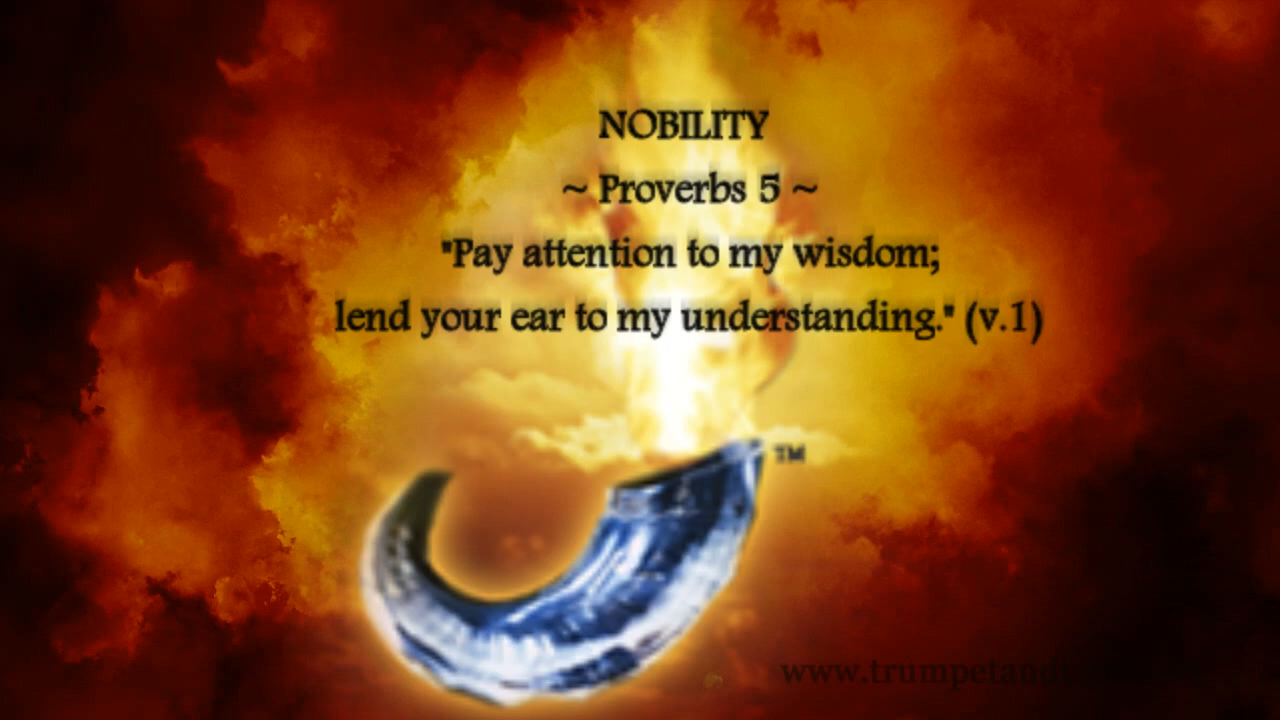 NOBILITY
~ Proverbs 5 ~
"Pay attention to my wisdom;
lend your ear to my understanding." (v.1)
TM